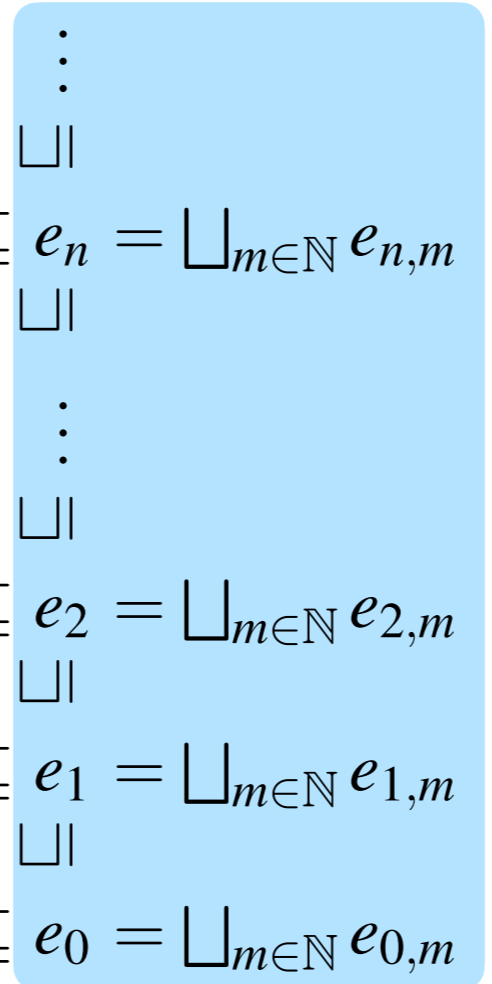 ⋮
⊔|
e_n = ⊔_{m∈ℕ} e_{n,m}
⊔|
⋮
⊔|
e_2 = ⊔_{m∈ℕ} e_{2,m}
⊔|
e_1 = ⊔_{m∈ℕ} e_{1,m}
⊔|
e_0 = ⊔_{m∈ℕ} e_{0,m}